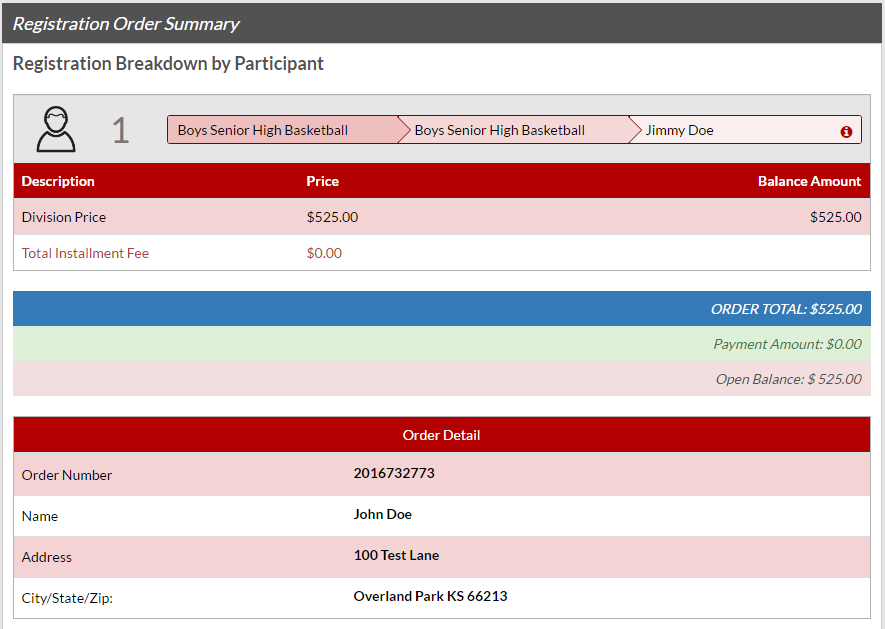 Registration Order Summary
Registration Breakdown by Participant
1 Boys Senior High Basketball Boys Senior High Basketball Jimmy Doe
Description Price Balance Amount
Division Price $525.00 $525.00
Total Installment Fee $0.00
ORDER TOTAL: $525.00
Payment Amount: $0.00
Open Balance: $ 525.00
Order Detail
Order Number 2016732773
Name John Doe
Address 100 Test Lane
City/State/Zip: Overland Park KS 66213